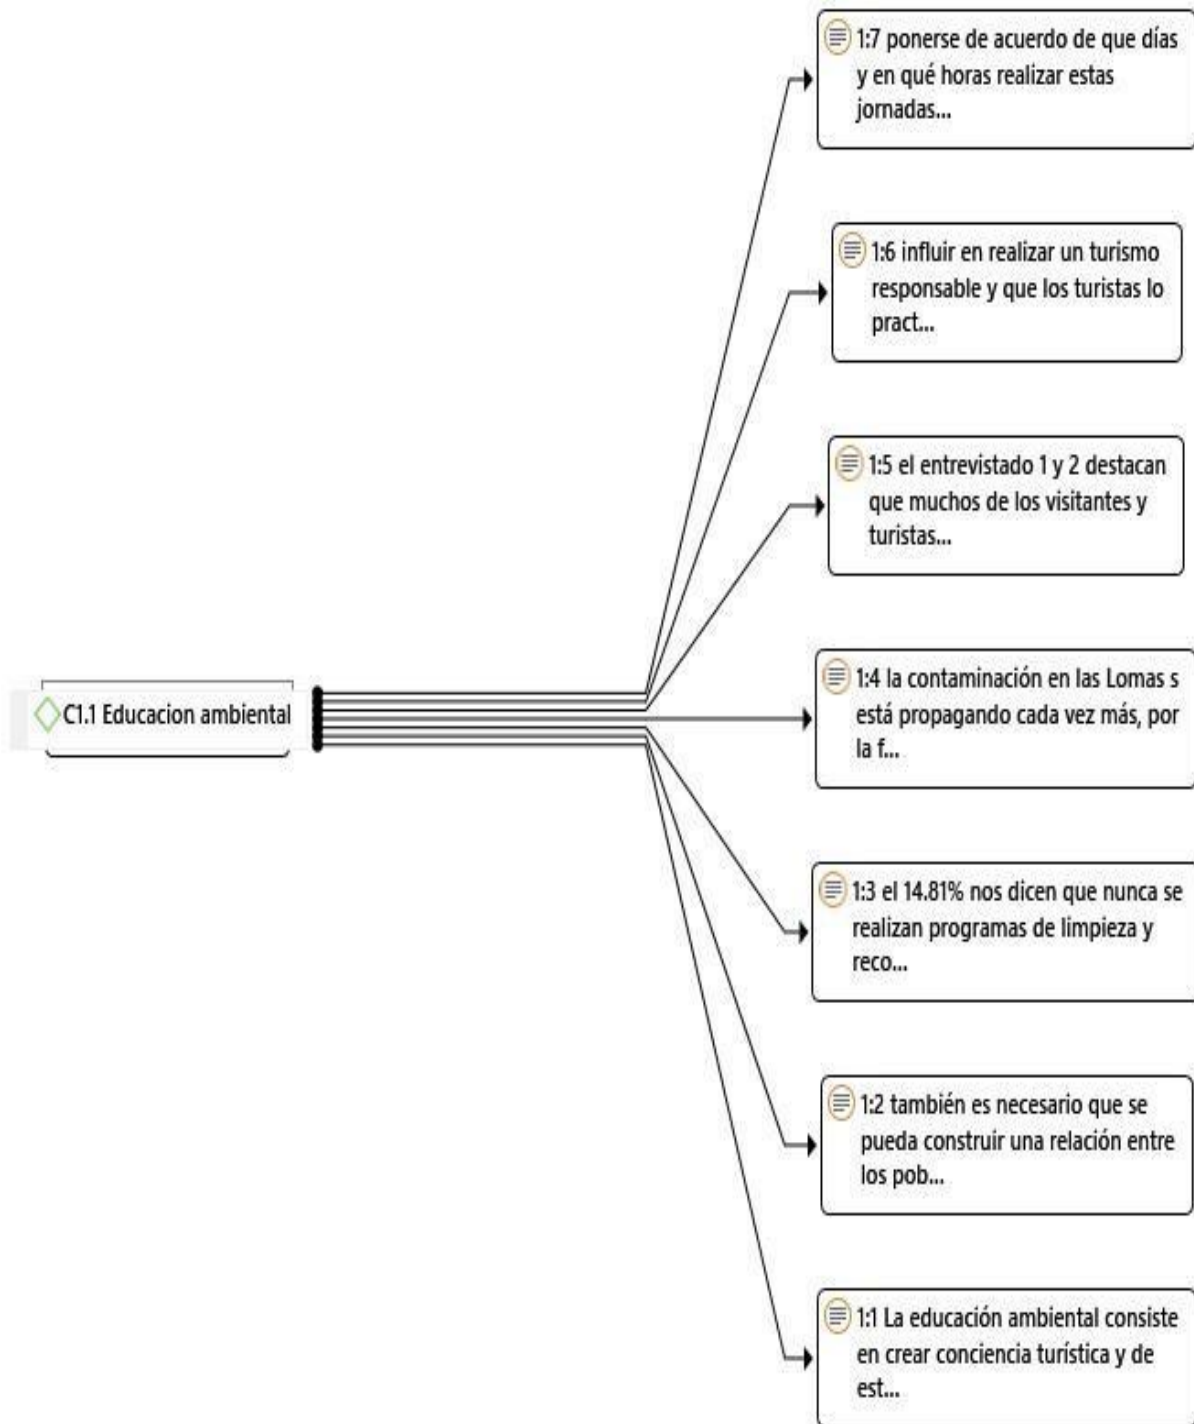 1:7 ponerse de acuerdo de que días
y en qué horas realizar estas
jornadas...
1:6 influir en realizar un turismo
responsable y que los turistas lo
pract...
1:5 el entrevistado 1 y 2 destacan
que muchos de los visitantes y
turistas...
C1.1 Educacion ambiental
1:4 la contaminación en las Lomas s
está propagando cada vez más, por
la f...
1:3 el 14.81% nos dicen que nunca se
realizan programas de limpieza y
reco...
1:2 también es necesario que se
pueda construir una relación entre
los pob...
1:1 La educación ambiental consiste
en crear conciencia turística y de
est...